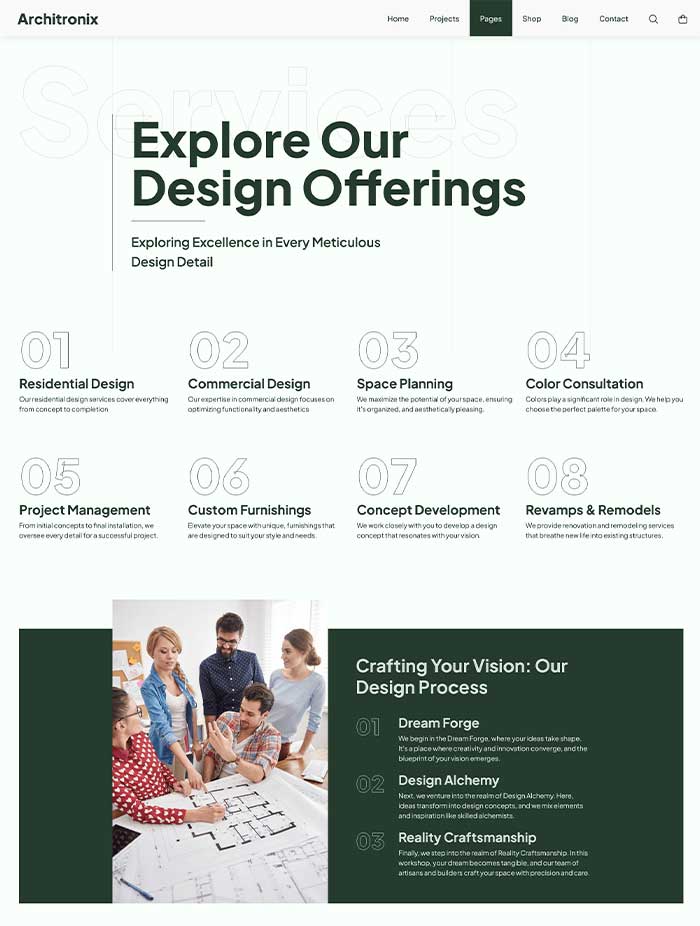 Architronix
Home Projects Pages Shop Blog Contact
Services
Explore Our
Design Offerings
Exploring Excellence in Every Meticulous
Design Detail
01
Residential Design
Our residential design services cover everything
from concept to completion
02
Commercial Design
Our expertise in commercial design focuses on
optimizing functionality and aesthetics
03
Space Planning
We maximize the potential of your space, ensuring
it's organized, and aesthetically pleasing.
04
Color Consultation
Colors play a significant role in design. We help you
choose the perfect palette for your space.
05
Project Management
From initial concepts to final installation, we
oversee every detail for a successful project.
06
Custom Furnishings
Elevate your space with unique, furnishings that
are designed to suit your style and needs.
07
Concept Development
We work closely with you to develop a design
concept that resonates with your vision.
08
Revamps & Remodels
We provide renovation and remodeling services
that breathe new life into existing structures.
Crafting Your Vision: Our
Design Process
01
Dream Forge
We begin in the Dream Forge, where your ideas take shape.
It's a place where creativity and innovation converge, and the
blueprint of your vision emerges.
02
Design Alchemy
Next, we venture into the realm of Design Alchemy. Here,
ideas transform into design concepts, and we mix elements
and inspiration like skilled alchemists.
03
Reality Craftsmanship
Finally, we step into the realm of Reality Craftsmanship. In this
workshop, your dream becomes tangible, and our team of
artisans and builders craft your space with precision and care.